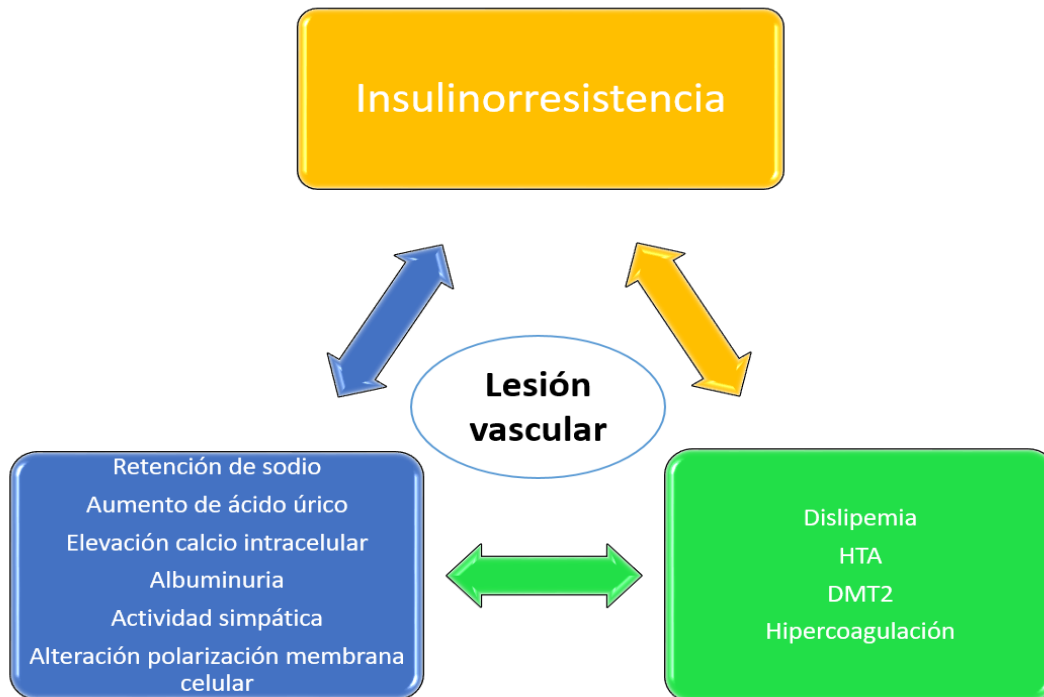 Insulinorresistencia
Lesión
vascular
Retención de sodio
Aumento de ácido úrico
Elevación calcio intracelular
Albuminuria
Actividad simpática
Alteración polarización membrana
celular
Dislipemia
HTA
DMT2
Hipercoagulación